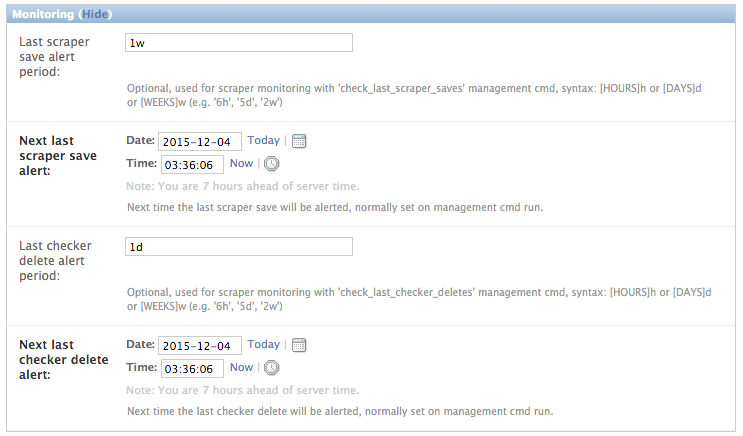 Monitoring (Hide)
Last scraper
save alert
period:
1w
Optional, used for scraper monitoring with 'check_last_scraper_saves' management cmd, syntax: [HOURS]h or [DAYS]d
or [WEEKS]w (e.g. '6h', '5d', '2w')
Next last
scraper save
alert:
Date: 2015-12-04 Today |
Time: 03:36:06 Now |
Note: You are 7 hours ahead of server time.
Next time the last scraper save will be alerted, normally set on management cmd run.
Last checker
delete alert
period:
1d
Optional, used for scraper monitoring with 'check_last_checker_deletes' management cmd, syntax: [HOURS]h or [DAYS]d
or [WEEKS]w (e.g. '6h', '5d', '2w')
Next last
checker delete
alert:
Date: 2015-12-04 Today |
Time: 03:36:06 Now |
Note: You are 7 hours ahead of server time.
Next time the last checker delete will be alerted, normally set on management cmd run.